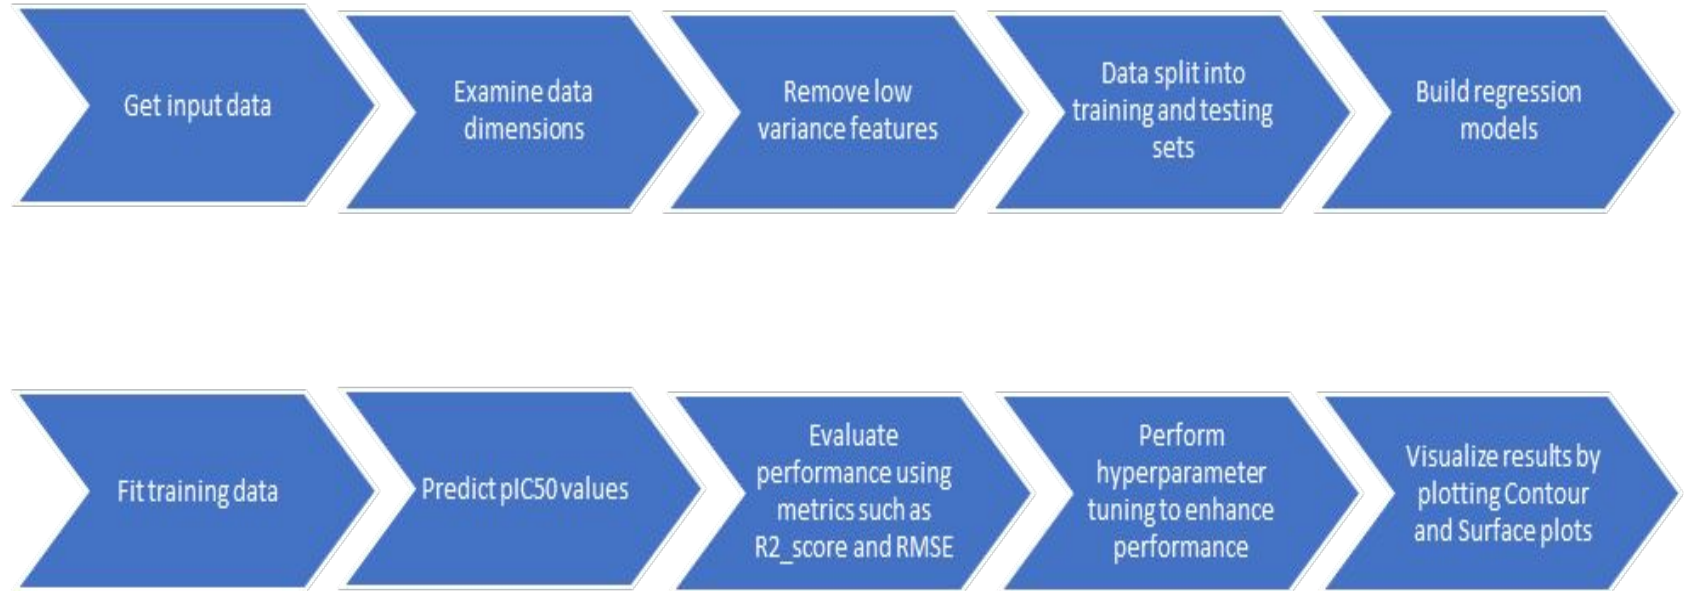 Get input data
Examine data
dimensions
Remove low
variance features
Data split into
training and testing
sets
Build regression
models
Fit training data
Predict pIC50 values
Evaluate
performance using
metrics such as
R2_score and RMSE
Perform
hyperparameter
tuning to enhance
performance
Visualize results by
plotting Contour
and Surface plots